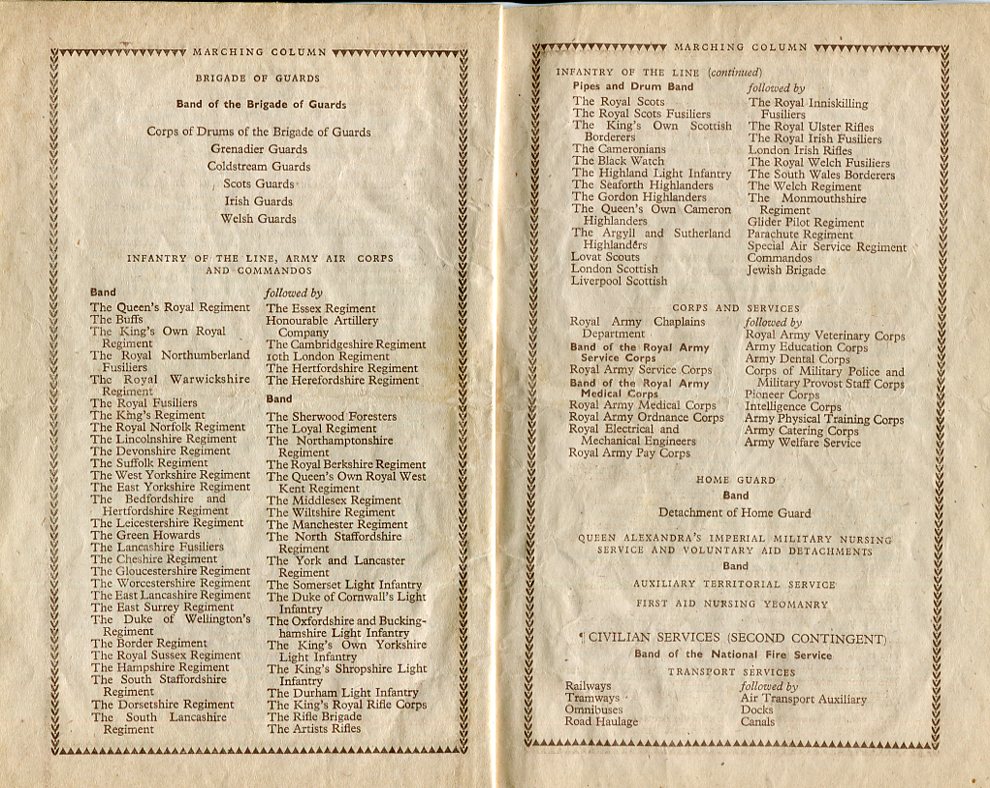 MARCHING COLUMN
BRIGADE OF GUARDS
Band of the Brigade of Guards
Corps of Drums of the Brigade of Guards
Grenadier Guards
Coldstream Guards
Scots Guards
Irish Guards
Welsh Guards
INFANTRY OF THE LINE, ARMY AIR CORPS
AND COMMANDOS
Band
The Queen's Royal Regiment
The Buffs
The King's Own Royal
Regiment
The Royal Northumberland
Fusiliers
The Royal Warwickshire
Regiment
The Royal Fusiliers
The King's Regiment
The Royal Norfolk Regiment
The Lincolnshire Regiment
The Devonshire Regiment
The Suffolk Regiment
The West Yorkshire Regiment
The East Yorkshire Regiment
The Bedfordshire and
Hertfordshire Regiment
The Leicestershire Regiment
The Green Howards
The Lancashire Fusiliers
The Cheshire Regiment
The Gloucestershire Regiment
The Worcestershire Regiment
The East Lancashire Regiment
The East Surrey Regiment
The Duke of Wellington's
Regiment
The Border Regiment
The Royal Sussex Regiment
The Hampshire Regiment
The South Staffordshire
Regiment
The Dorsetshire Regiment
The South Lancashire
Regiment
followed by
The Essex Regiment
Honourable Artillery
Company
The Cambridgeshire Regiment
10th London Regiment
The Hertfordshire Regiment
The Herefordshire Regiment
Band
The Sherwood Foresters
The Loyal Regiment
The Northamptonshire
Regiment
The Royal Berkshire Regiment
The Queen's Own Royal West
Kent Regiment
The Middlesex Regiment
The Wiltshire Regiment
The Manchester Regiment
The North Staffordshire
Regiment
The York and Lancaster
Regiment
The Somerset Light Infantry
The Duke of Cornwall's Light
Infantry
The Oxfordshire and Bucking-
hamshire Light Infantry
The King's Own Yorkshire
Light Infantry
The King's Shropshire Light
Infantry
The Durham Light Infantry
The King's Royal Rifle Corps
The Rifle Brigade
The Artists Rifles
MARCHING COLUMN
INFANTRY OF THE LINE (continued)
Pipes and Drum Band
The Royal Scots
The Royal Scots Fusiliers
The King's Own Scottish
Borderers
The Cameronians
The Black Watch
The Highland Light Infantry
The Seaforth Highlanders
The Gordon Highlanders
The Queen's Own Cameron
Highlanders
The Argyll and Sutherland
Highlanders
Lovat Scouts
London Scottish
Liverpool Scottish
followed by
The Royal Inniskilling
Fusiliers
The Royal Ulster Rifles
The Royal Irish Fusiliers
London Irish Rifles
The Royal Welch Fusiliers
The South Wales Borderers
The Welch Regiment
The Monmouthshire
Regiment
Glider Pilot Regiment
Parachute Regiment
Special Air Service Regiment
Commandos
Jewish Brigade
CORPS AND SERVICES
Royal Army Chaplains
Department
Band of the Royal Army
Service Corps
Royal Army Service Corps
Band of the Royal Army
Medical Corps
Royal Army Medical Corps
Royal Army Ordnance Corps
Royal Electrical and
Mechanical Engineers
Royal Army Pay Corps
followed by
Royal Army Veterinary Corps
Army Education Corps
Army Dental Corps
Corps of Military Police and
Military Provost Staff Corps
Pioneer Corps
Intelligence Corps
Army Physical Training Corps
Army Catering Corps
Army Welfare Service
HOME GUARD
Band
Detachment of Home Guard
QUEEN ALEXANDRA'S IMPERIAL MILITARY NURSING
SERVICE AND VOLUNTARY AID DETACHMENTS
Band
AUXILIARY TERRITORIAL SERVICE
FIRST AID NURSING YEOMANRY
¶ CIVILIAN SERVICES (SECOND CONTINGENT)
Band of the National Fire Service
TRANSPORT SERVICES
Railways
Tramways
Omnibuses
Road Haulage
followed by
Air Transport Auxiliary
Docks
Canals